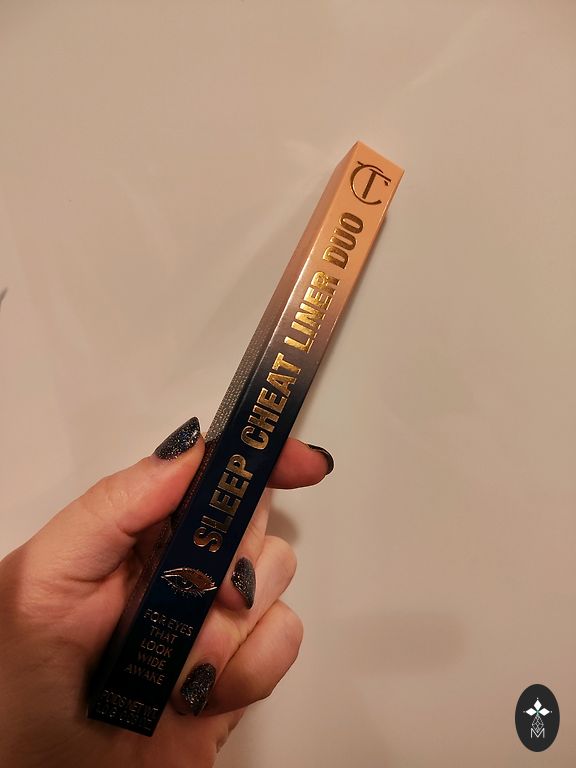 CT
SLEEP CHEAT LINER DUO
FOR EYES
THAT
LOOK
WIDE
AWAKE
M